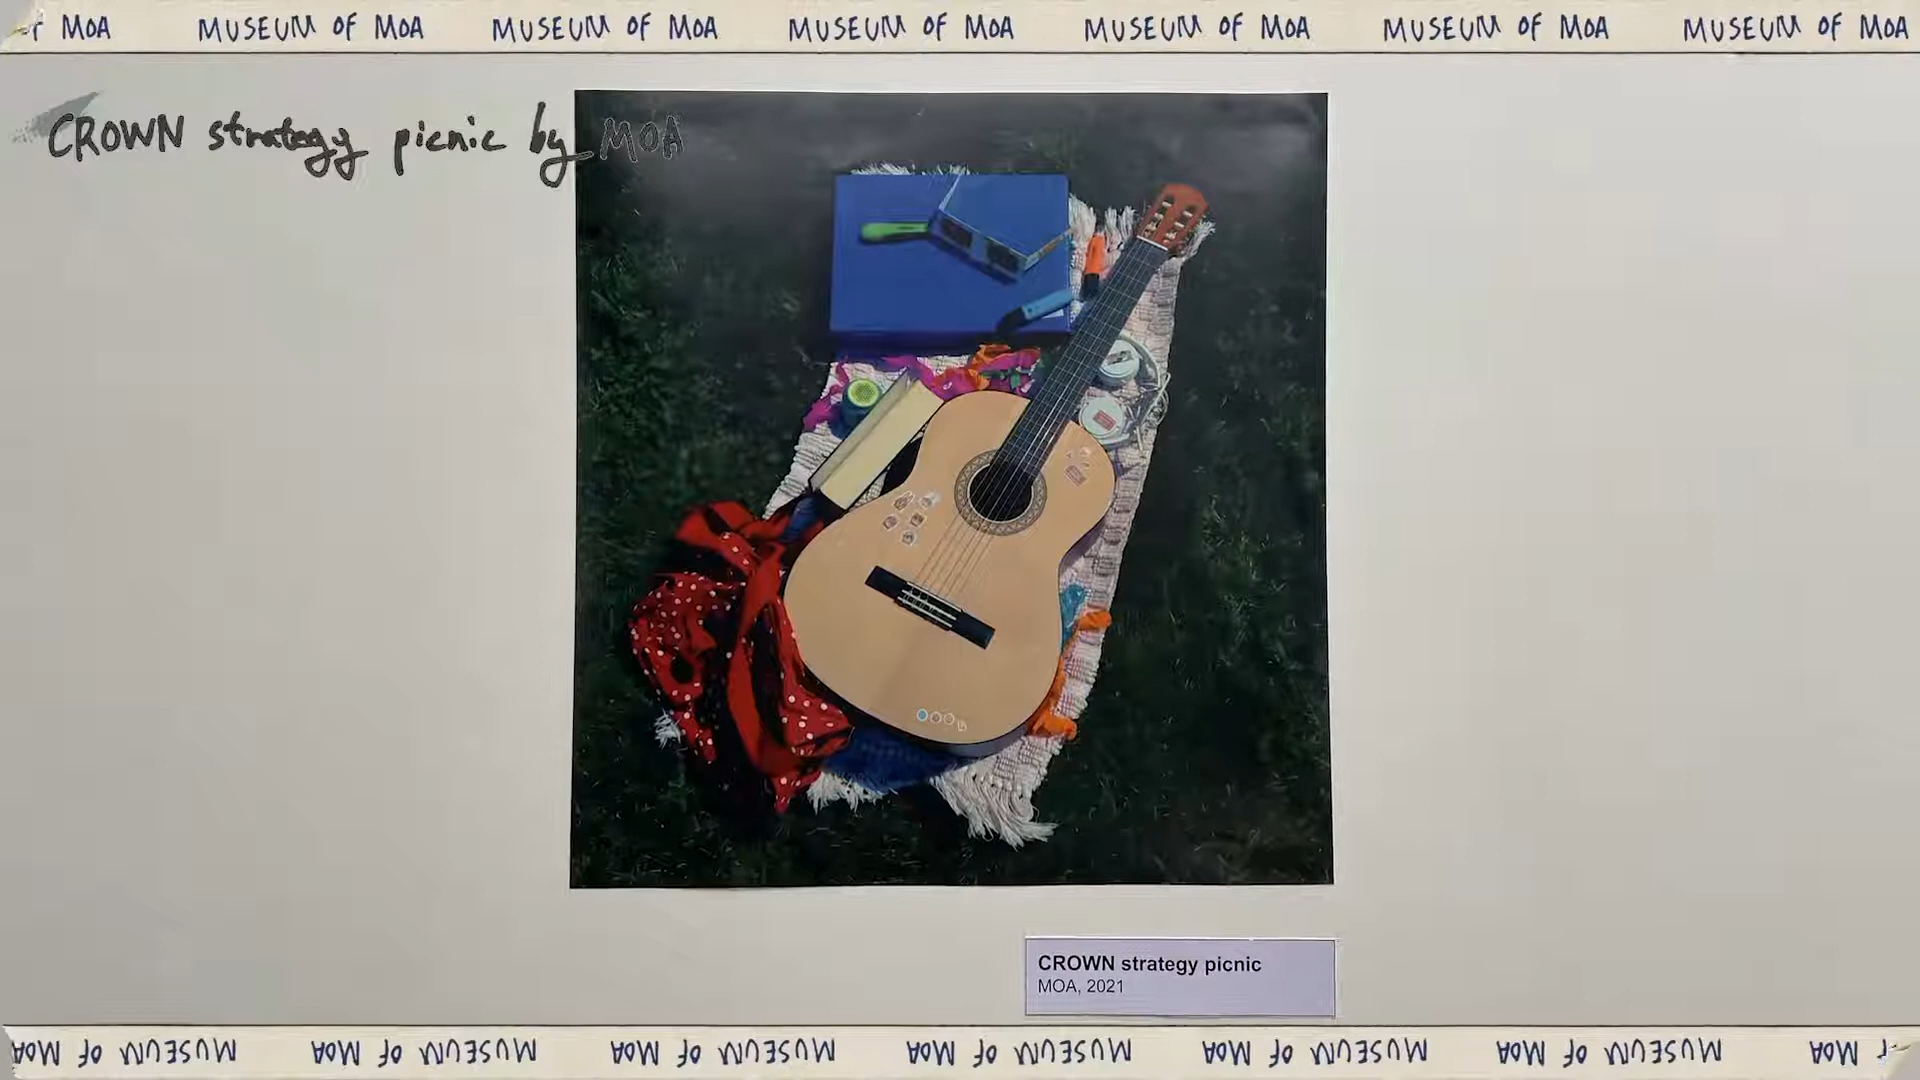 MOA MUSEUM OF MOA MUSEUM OF MOA MUSEUM OF MOA MUSEUM OF MOA MUSEUM OF MOA MUSEUM OF MOA
CROWN strategy picnic by MOA
CROWN strategy picnic
MOA, 2021
MOA MUSEUM OF MOA MUSEUM OF MOA MUSEUM OF MOA MUSEUM OF MOA MUSEUM OF MOA MUSEUM OF MOA